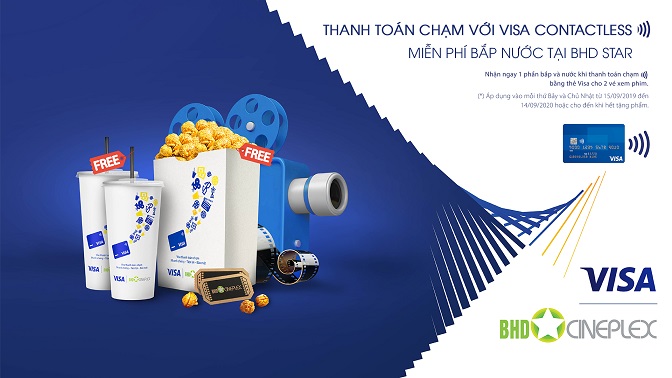 THANH TOÁN CHẠM VỚI VISA CONTACTLESS
MIỄN PHÍ BẮP NƯỚC TẠI BHD STAR
Nhận ngay 1 phần bắp và nước khi thanh toán chạm
bằng thẻ Visa cho 2 vé xem phim.
(*) Áp dụng vào mỗi thứ Bảy và Chủ Nhật từ 15/09/2019 đến
14/09/2020 hoặc cho đến khi hết tặng phẩm.
VISA
FREE
FREE
VISA
VISA
VISA
BHD CINEPLEX